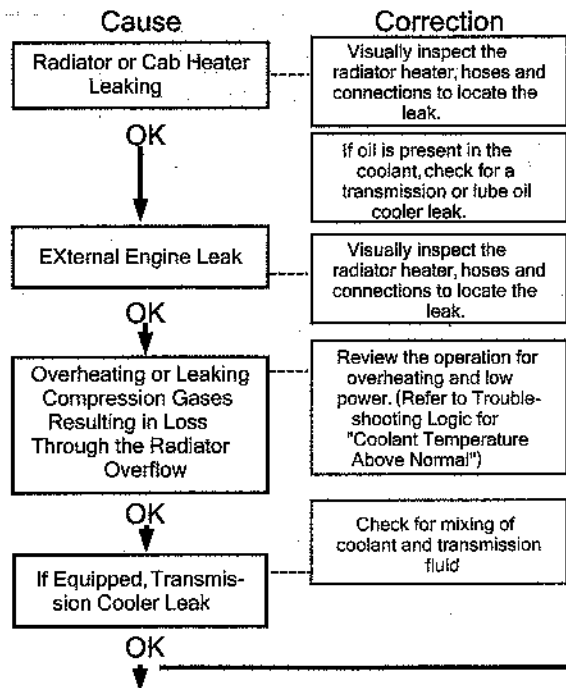 Cause
Correction
Radiator or Cab Heater
Leaking
Visually inspect the
radiator heater, hoses and
connections to locate the
leak.
OK
If oil is present in the
coolant, check for a
transmission or lube oil
cooler leak.
EXternal Engine Leak
Visually inspect the
radiator heater, hoses and
connections to locate the
leak.
OK
Overheating or Leaking
Compression Gases
Resulting in Loss
Through the Radiator
Overflow
Review the operation for
overheating and low
power. (Refer to Trouble-
shooting Logic for
"Coolant Temperature
Above Normal")
OK
If Equipped, Transmis-
sion Cooler Leak
Check for mixing of
coolant and transmission
fluid
OK